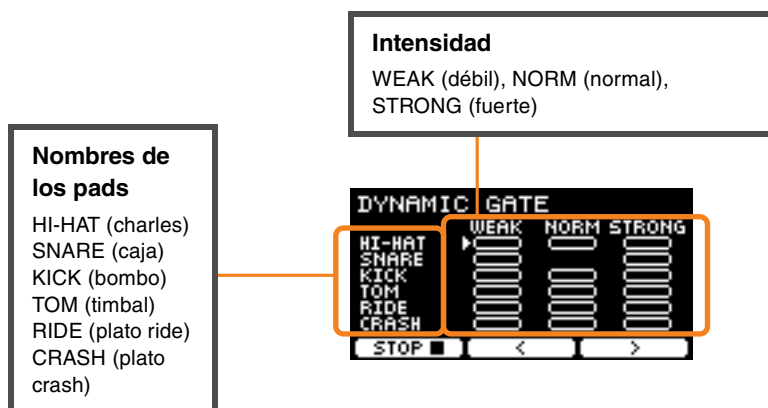 Intensidad
WEAK (débil), NORM (normal),
STRONG (fuerte)
Nombres de
los pads
HI-HAT (charles)
SNARE (caja)
KICK (bombo)
TOM (timbal)
RIDE (plato ride)
CRASH (plato
crash)
DYNAMIC GATE
WEAK NORM STRONG
HI-HAT
SNARE
KICK
TOM
RIDE
CRASH
STOP ■ < >